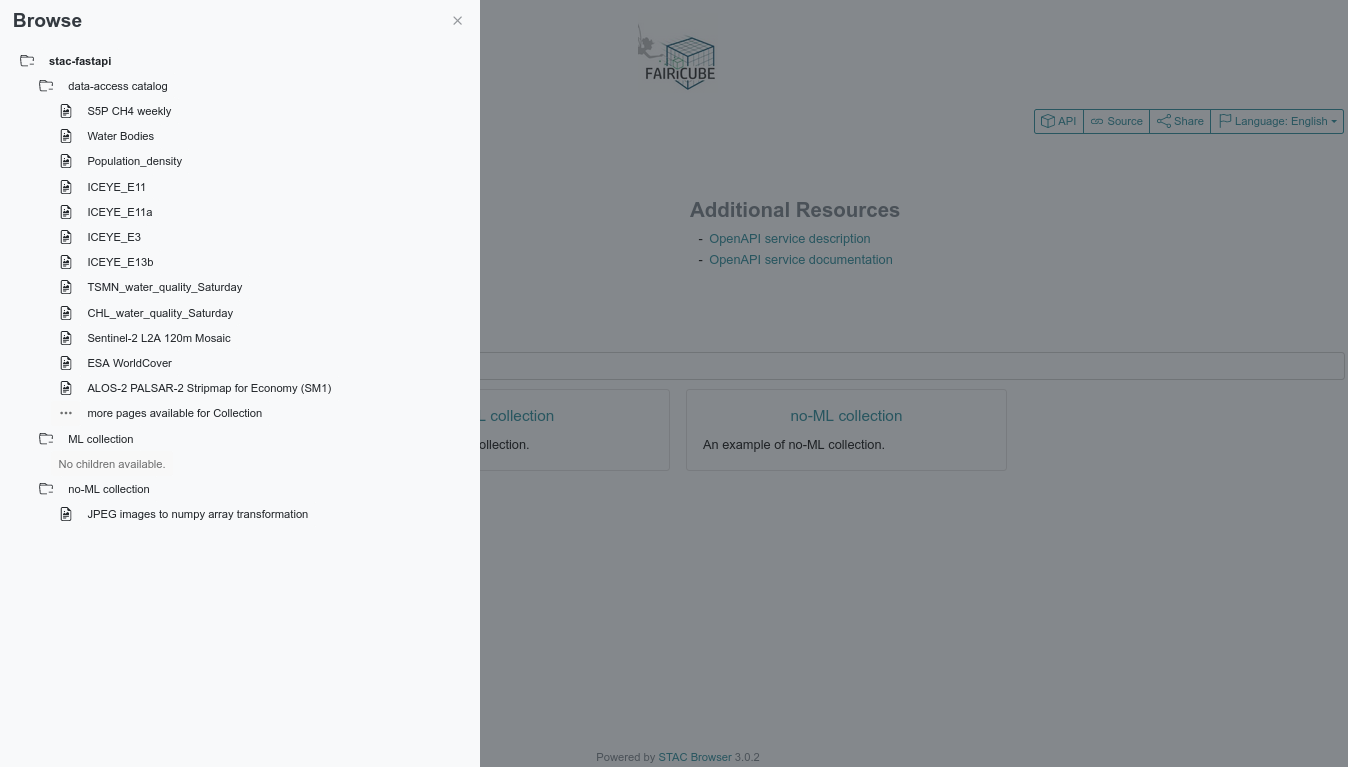 Browse
×
stac-fastapi
data-access catalog
S5P CH4 weekly
Water Bodies
Population_density
ICEYE_E11
ICEYE_E11a
ICEYE_E3
ICEYE_E13b
TSMN_water_quality_Saturday
CHL_water_quality_Saturday
Sentinel-2 L2A 120m Mosaic
ESA WorldCover
ALOS-2 PALSAR-2 Stripmap for Economy (SM1)
more pages available for Collection
ML collection
No children available.
no-ML collection
JPEG images to numpy array transformation
FAIRiCUBE
API Source Share Language: English
Additional Resources
- OpenAPI service description
- OpenAPI service documentation
collection
collection.
no-ML collection
An example of no-ML collection.
Powered by STAC Browser 3.0.2